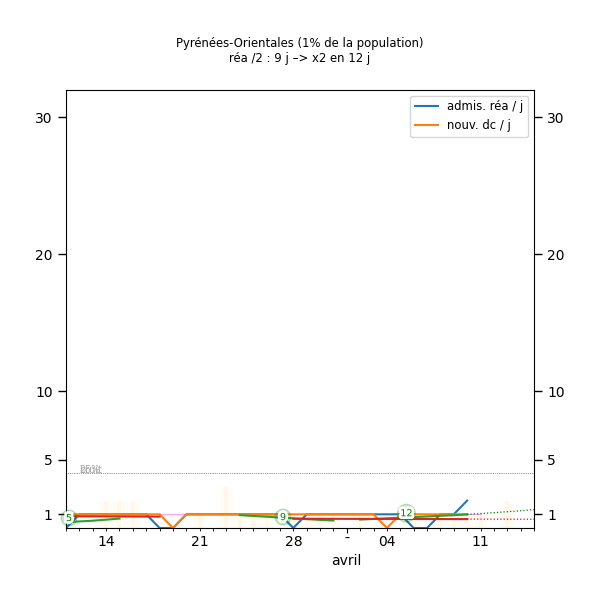 Pyrénées-Orientales (1% de la population)
réa /2 : 9 j –> x2 en 12 j
admis. réa / j
nouv. dc / j
30 30
20 20
10 10
5 5
1 1
5 9 12
14 21 28 - 04 11
avril